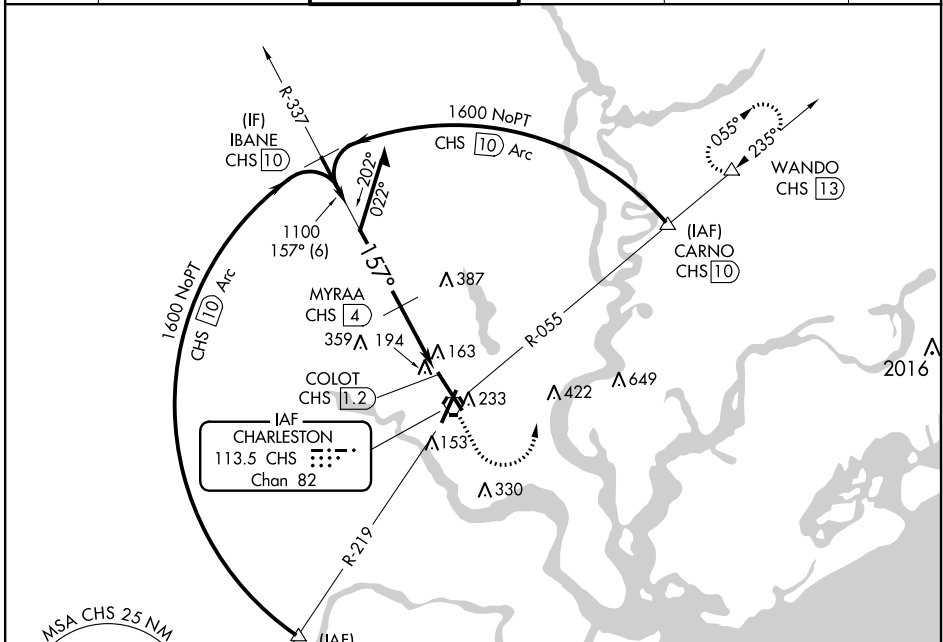 1600 NoPT
CHS 10 Arc
R-337
(IF)
IBANE
CHS 10
055°
235°
WANDO
CHS 13
202°
022°
1100
157° (6)
157°
(IAF)
CARNO
CHS 10
1600 NoPT
CHS 10 Arc
MYRAA
CHS 4
387
R-055
359
194
163
COLOT
CHS 1.2
233
422
649
2016
IAF
CHARLESTON
113.5 CHS
Chan 82
153
330
R-219
MSA CHS 25 NM
(IAF)